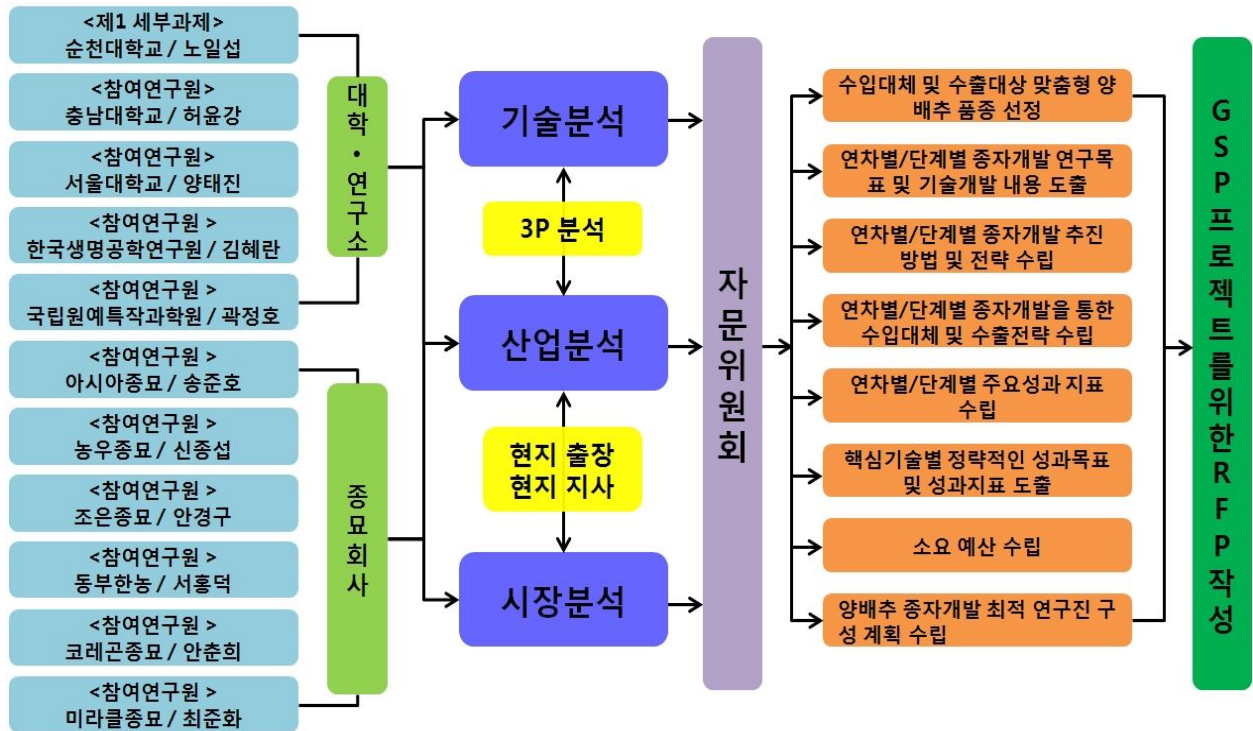 <제1 세부과제>
순천대학교 / 노일섭
<참여연구원>
충남대학교 / 허윤강
<참여연구원>
서울대학교 / 양태진
<참여연구원 >
한국생명공학연구원 / 김혜란
<참여연구원 >
국립원예특작과학원 / 곽정호
<참여연구원 >
아시아종묘 / 송준호
<참여연구원 >
농우종묘 / 신종섭
<참여연구원 >
조은종묘 / 안경구
<참여연구원 >
동부한농 / 서홍덕
<참여연구원 >
코레곤종묘 / 안춘희
<참여연구원 >
미라클종묘 / 최준화
대학・연구소
종묘회사
기술분석
3P 분석
산업분석
현지 출장
현지 지사
시장분석
자문위원회
수입대체 및 수출대상 맞춤형 양
배추 품종 선정
연차별/단계별 종자개발 연구목
표 및 기술개발 내용 도출
연차별/단계별 종자개발 추진
방법 및 전략 수립
연차별/단계별 종자개발을 통한
수입대체 및 수출전략 수립
연차별/단계별 주요성과 지표
수립
핵심기술별 정략적인 성과목표
및 성과지표 도출
소요 예산 수립
양배추 종자개발 최적 연구진 구
성 계획 수립
GSP프로젝트를위한RFP작성